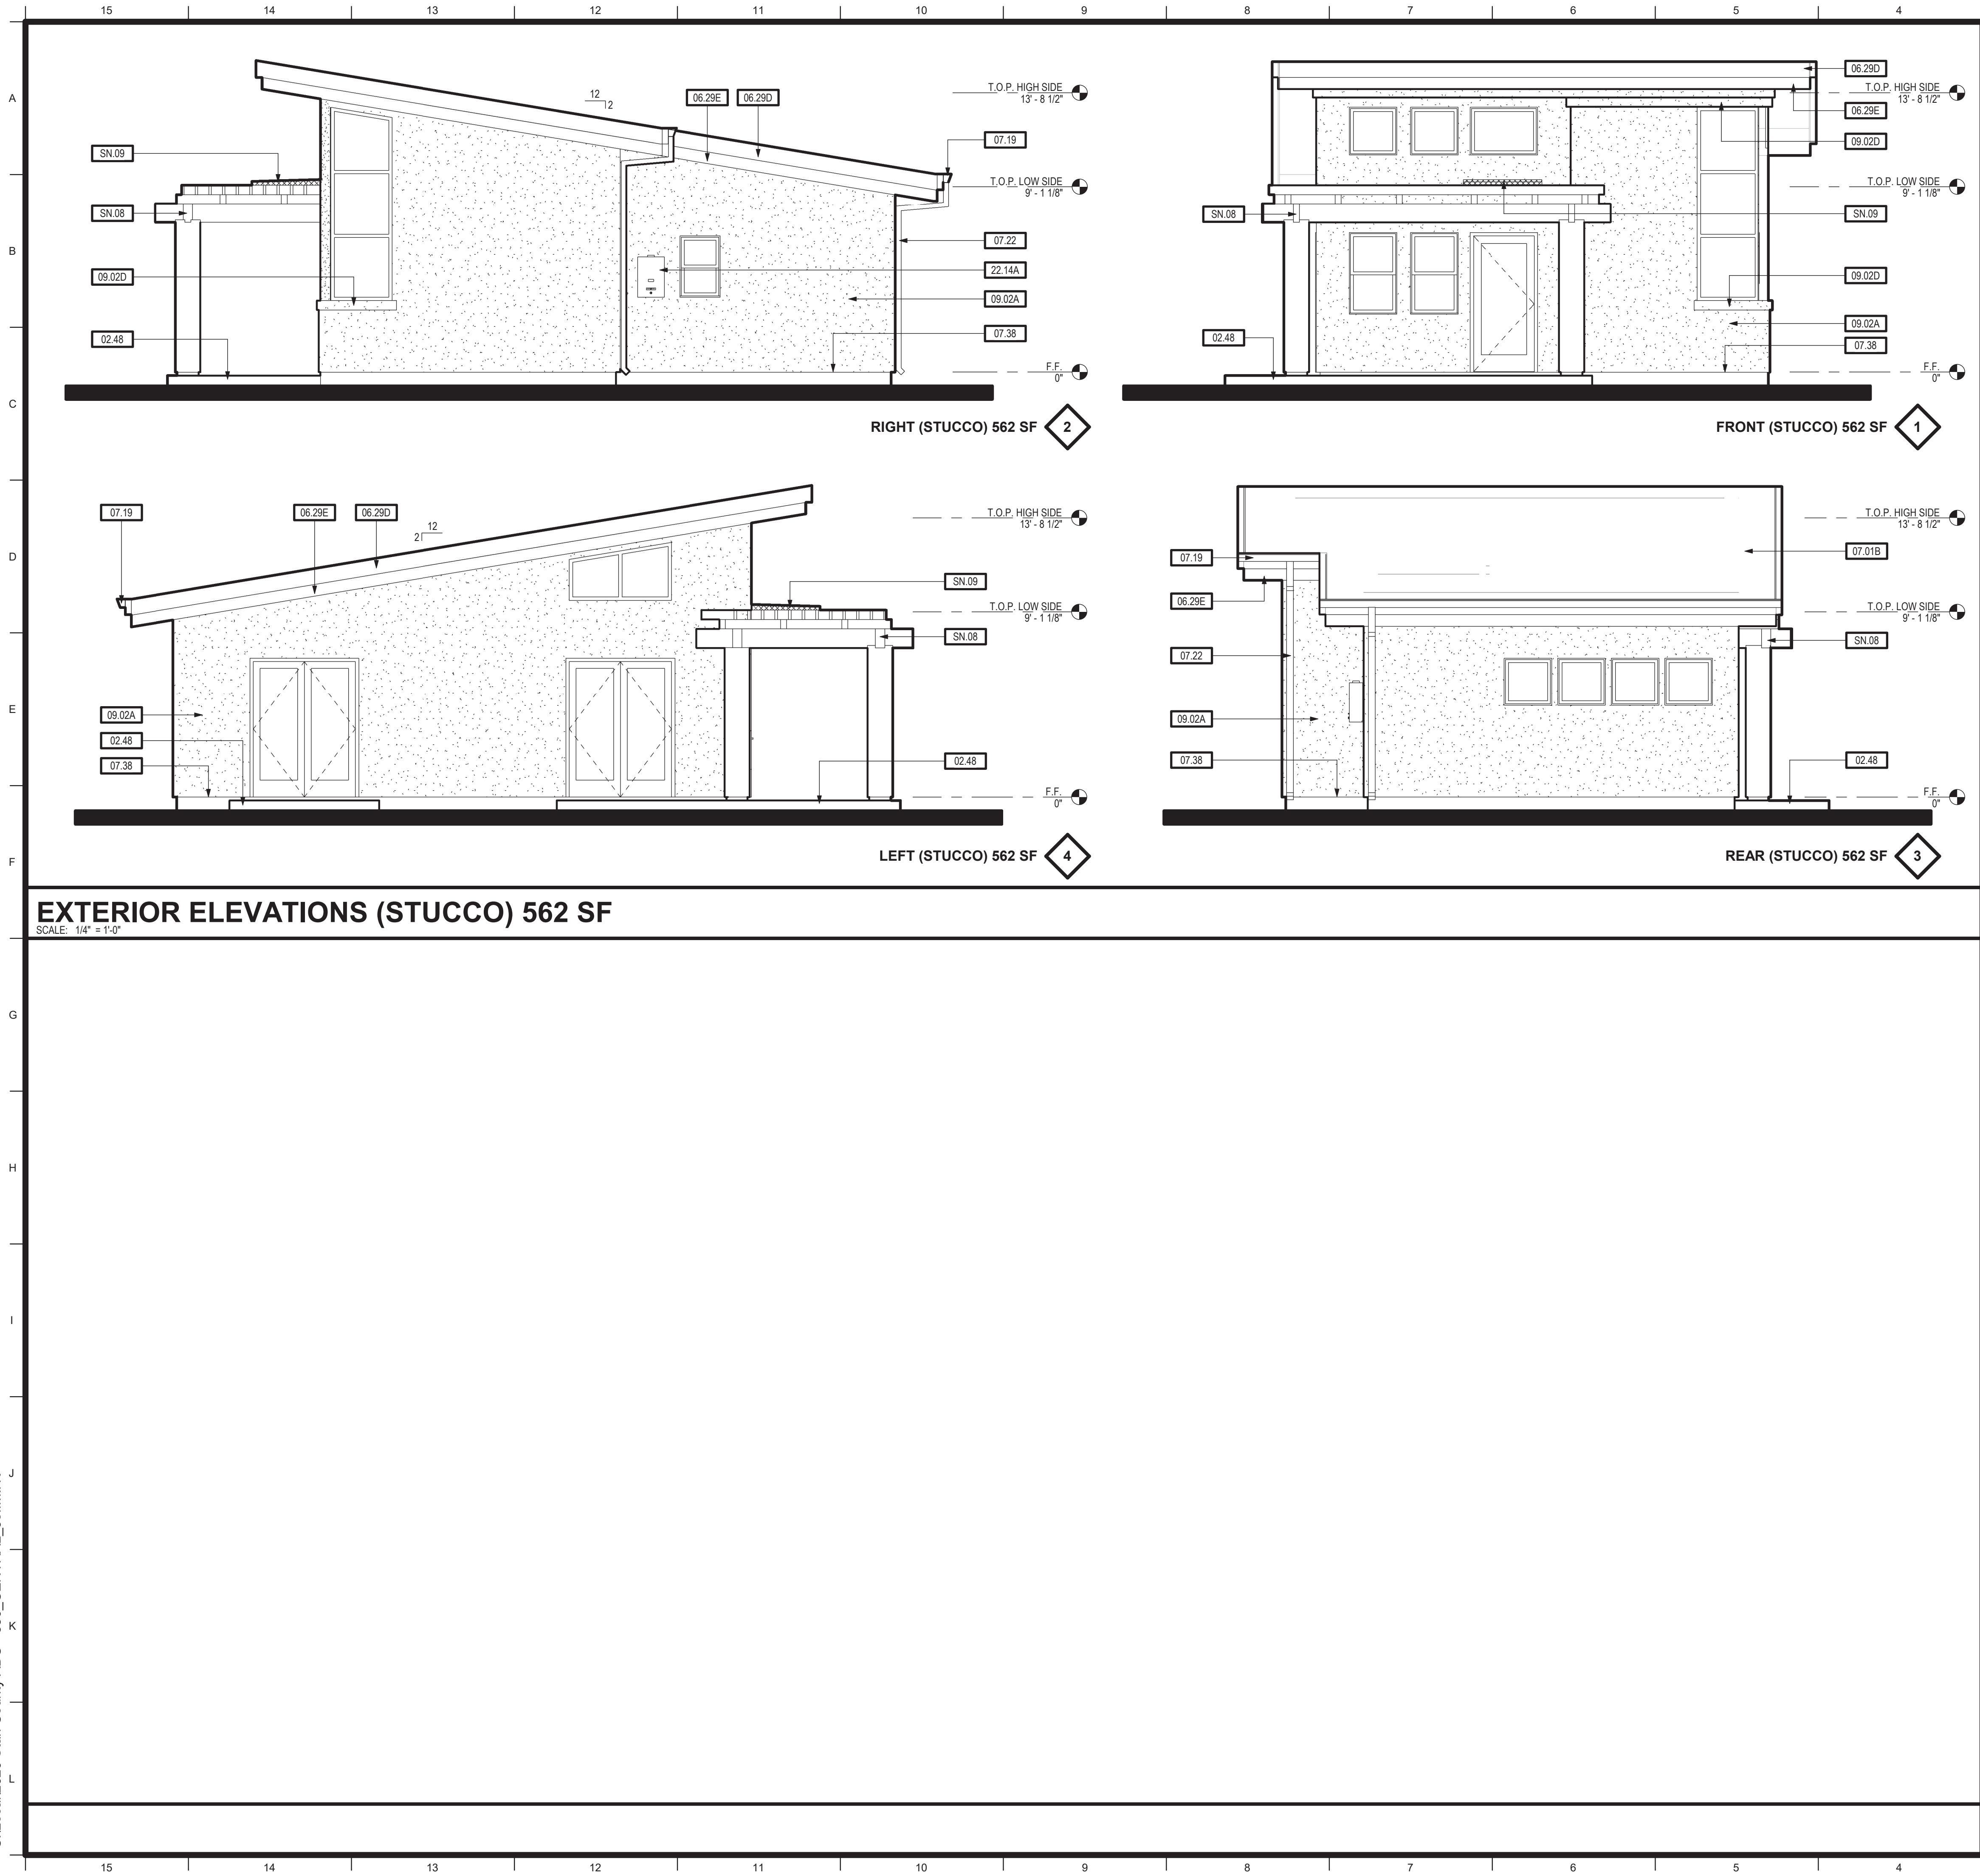 15 14 13 12 11 10 9 8 7 6 5 4
A
B
C
D
E
F
G
H
I
J
K
L
12
2
06.29E
06.29D
SN.09
SN.08
09.02D
02.48
T.O.P. HIGH SIDE
13' - 8 1/2"
07.19
T.O.P. LOW SIDE
9' - 1 1/8"
07.22
22.14A
09.02A
07.38
F.F.
0"
RIGHT (STUCCO) 562 SF 2
SN.08
02.48
06.29D
T.O.P. HIGH SIDE
13' - 8 1/2"
06.29E
09.02D
T.O.P. LOW SIDE
9' - 1 1/8"
SN.09
09.02D
09.02A
07.38
F.F.
0"
FRONT (STUCCO) 562 SF 1
07.19
06.29E
06.29D
12
2
09.02A
02.48
07.38
T.O.P. HIGH SIDE
13' - 8 1/2"
SN.09
T.O.P. LOW SIDE
9' - 1 1/8"
SN.08
02.48
F.F.
0"
LEFT (STUCCO) 562 SF 4
07.19
06.29E
07.22
09.02A
07.38
T.O.P. HIGH SIDE
13' - 8 1/2"
07.01B
T.O.P. LOW SIDE
9' - 1 1/8"
SN.08
02.48
F.F.
0"
REAR (STUCCO) 562 SF 3
EXTERIOR ELEVATIONS (STUCCO) 562 SF
SCALE: 1/4" = 1'-0"
15 14 13 12 11 10 9 8 7 6 5 4